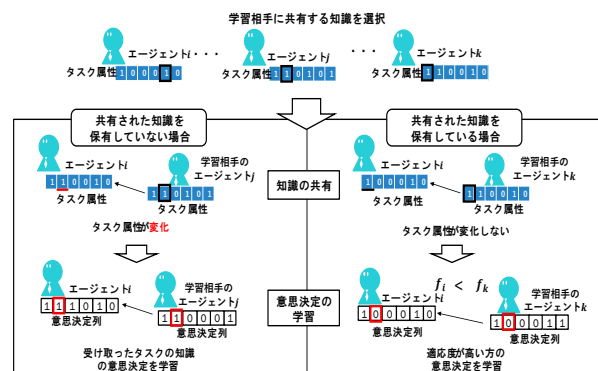 学習相手に共有する知識を選択
エージェントi ･･･ エージェントj ･･･ エージェントk
タスク属性 1 0 0 0 1 0
タスク属性 1 1 0 1 0 1
タスク属性 1 1 0 0 1 0
共有された知識を
保有していない場合
共有された知識を
保有している場合
エージェントi
学習相手の
エージェントj
1 1 0 0 1 0
1 1 0 1 0 1
タスク属性
タスク属性
タスク属性が変化
知識の共有
エージェントi
学習相手の
エージェントk
1 0 0 0 1 0
1 1 0 0 1 0
タスク属性
タスク属性
タスク属性が変化しない
エージェントi
学習相手の
エージェントj
1 1 1 0 1 0
1 1 0 0 0 1
意思決定列
意思決定列
受け取ったタスクの知識
の意思決定を学習
意思決定の
学習
fi < fk
エージェントi
学習相手の
エージェントk
1 0 0 0 1 0
1 0 0 0 1 1
意思決定列
意思決定列
適応度が高い方の
意思決定を学習